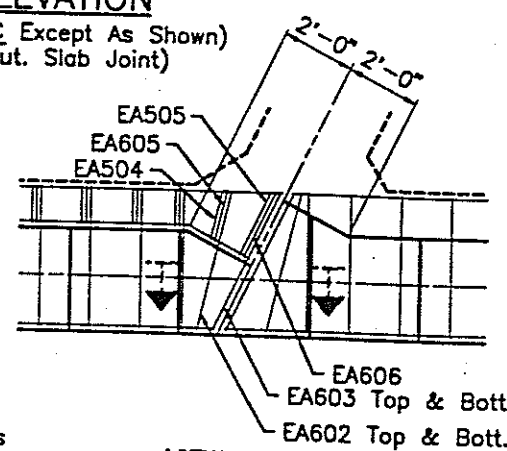 ELEVATION
Except As Shown)
ut. Slab Joint)
2'-0" 2'-0"
EA505
EA605
EA504
EA606
EA603 Top & Bott
EA602 Top & Bott.